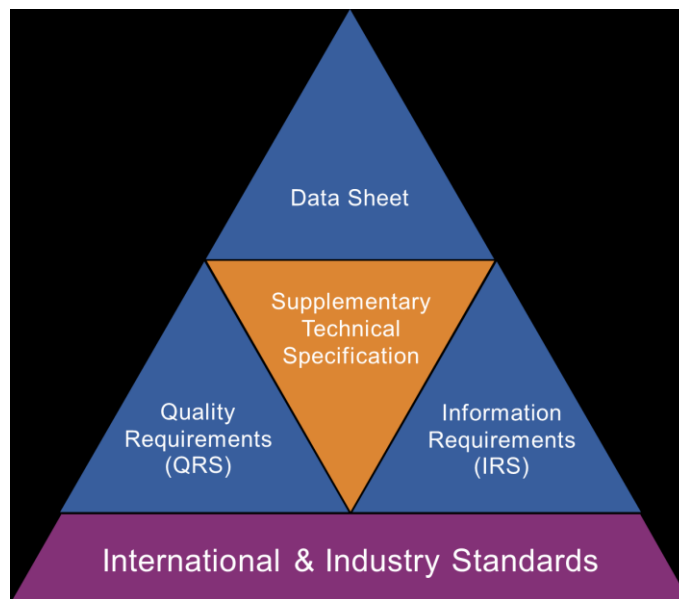 Data Sheet
Supplementary
Technical
Specification
Quality
Requirements
(QRS)
Information
Requirements
(IRS)
International & Industry Standards